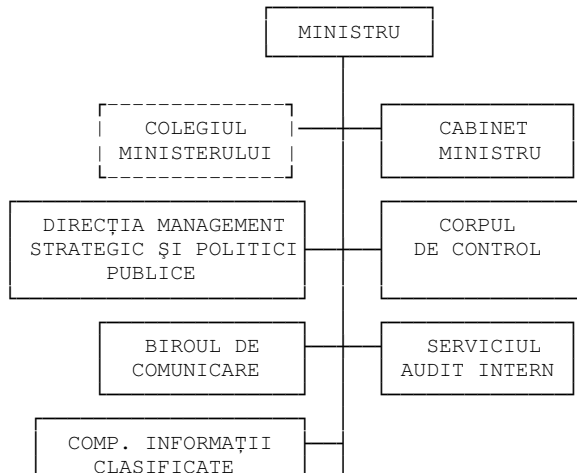 MINISTRU
COLEGIUL
MINISTERULUI
CABINET
MINISTRU
DIRECȚIA MANAGEMENT
STRATEGIC ŞI POLITICI
PUBLICE
CORPUL
DE CONTROL
BIROUL DE
COMUNICARE
SERVICIUL
AUDIT INTERN
COMP. INFORMAȚII
CLASIFICATE